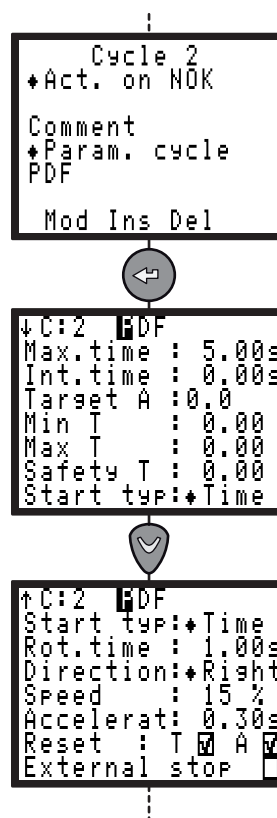 Cycle 2
♦Act. on NOK
Comment
♦Param. cycle
PDF
Mod Ins Del
↓C:2 PDF
Max.time : 5.00s
Int.time : 0.00s
Target A :0.0
Min T : 0.00
Max T : 0.00
Safety T : 0.00
Start typ:♦Time
↑C:2 PDF
Start typ:♦Time
Rot.time : 1.00s
Direction:♦Right
Speed : 15 %
Accelerat: 0.30s
Reset : T ☑ A ☑
External stop